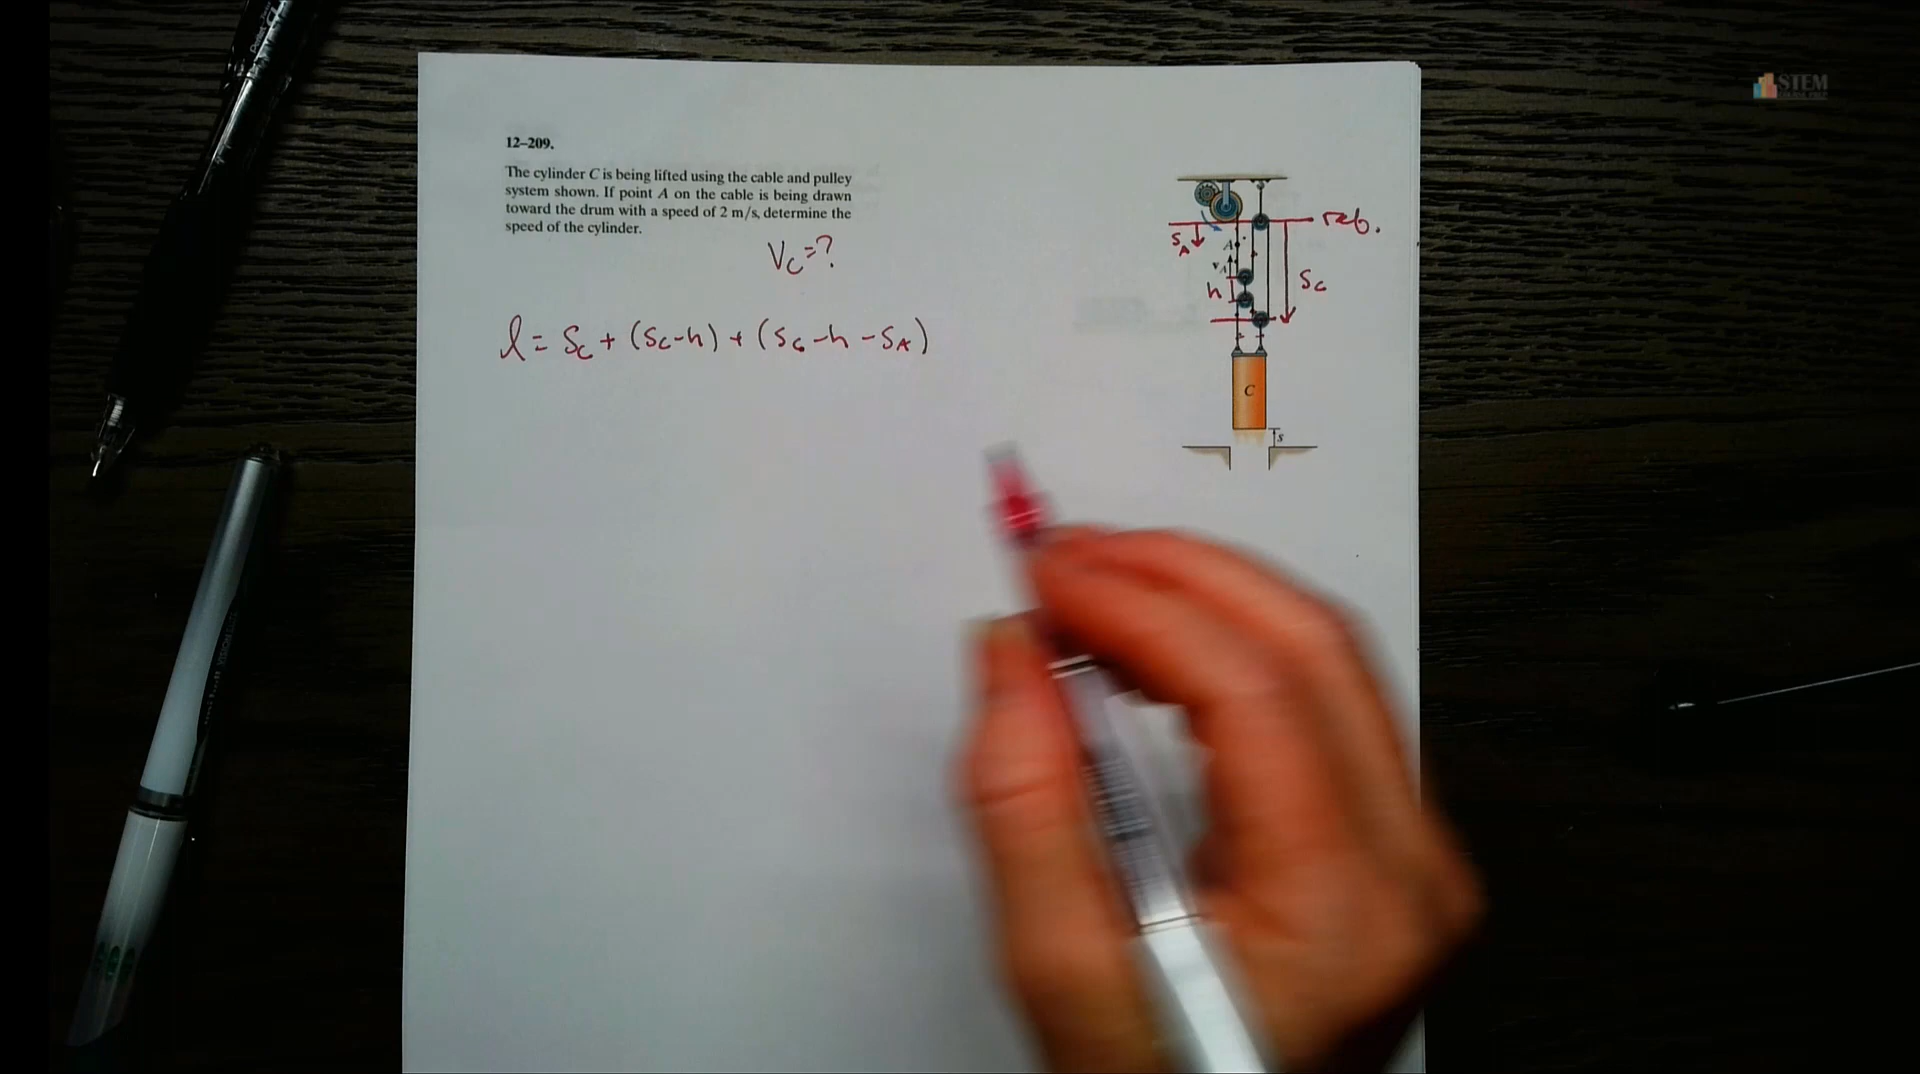 STEM
12–209.
The cylinder C is being lifted using the cable and pulley
system shown. If point A on the cable is being drawn
toward the drum with a speed of 2 m/s, determine the
speed of the cylinder.
Vc=?
ref.
SA
A
vA
h
Sc
l = Sc + (Sc-h) + (Sc-h-SA)
C
s